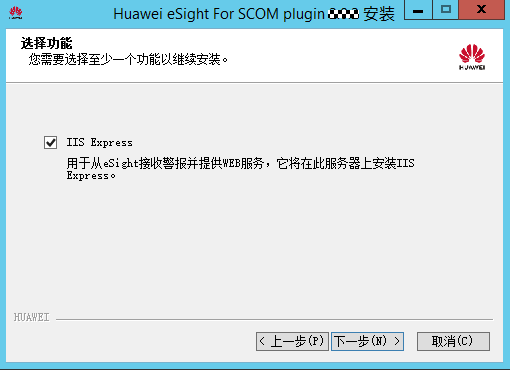 Huawei eSight For SCOM plugin 安装
选择功能
您需要选择至少一个功能以继续安装。
HUAWEI
IIS Express
用于从eSight接收警报并提供WEB服务，它将在此服务器上安装IIS
Express。
HUAWEI
< 上一步(P) 下一步(N) > 取消(C)